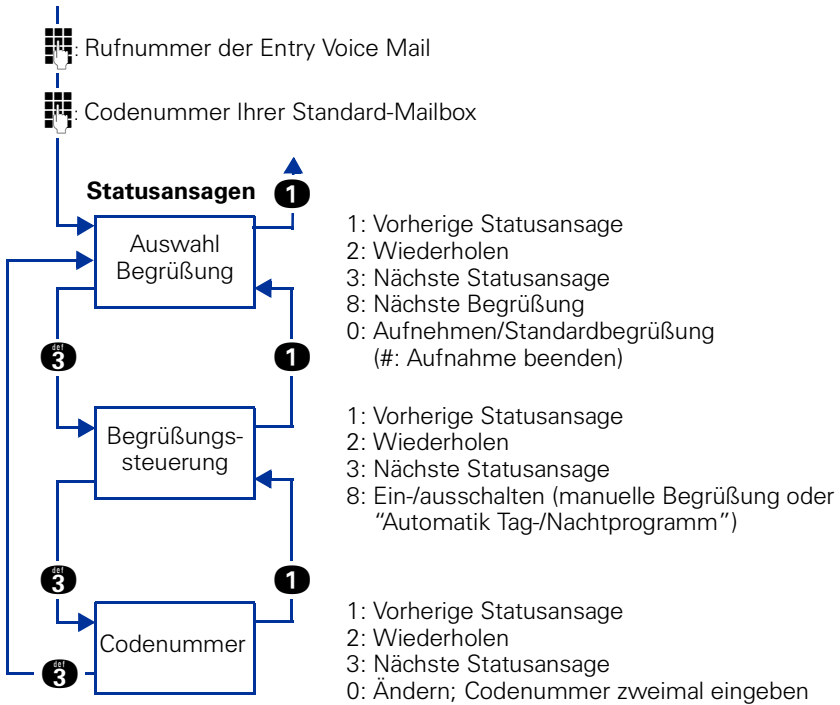 : Rufnummer der Entry Voice Mail
: Codenummer Ihrer Standard-Mailbox
Statusansagen
1
Auswahl
Begrüßung
1: Vorherige Statusansage
2: Wiederholen
3: Nächste Statusansage
8: Nächste Begrüßung
0: Aufnehmen/Standardbegrüßung
(#: Aufnahme beenden)
def
3
1
Begrüßungs-
steuerung
1: Vorherige Statusansage
2: Wiederholen
3: Nächste Statusansage
8: Ein-/ausschalten (manuelle Begrüßung oder
“Automatik Tag-/Nachtprogramm”)
def
3
1
Codenummer
1: Vorherige Statusansage
2: Wiederholen
3: Nächste Statusansage
0: Ändern; Codenummer zweimal eingeben
def
3